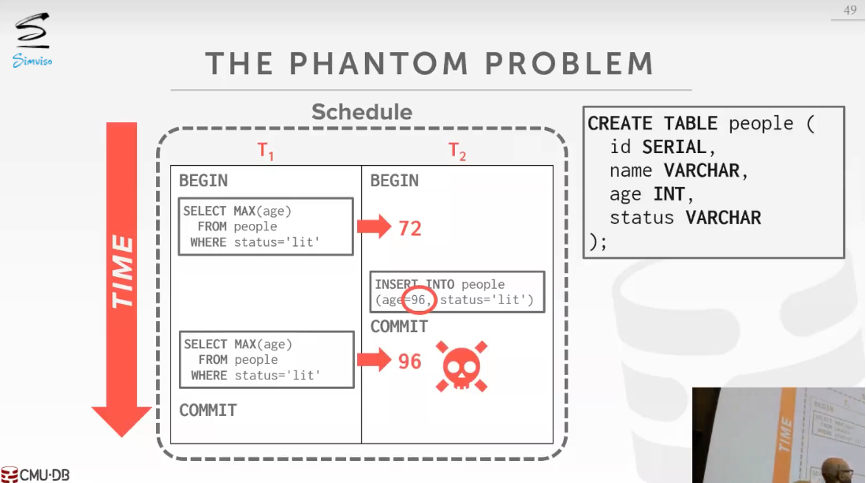 49
Simviso
THE PHANTOM PROBLEM
Schedule
T1
T2
TIME
BEGIN
BEGIN
SELECT MAX(age)
FROM people
WHERE status='lit'
72
INSERT INTO people
(age=96, status='lit')
COMMIT
SELECT MAX(age)
FROM people
WHERE status='lit'
96
COMMIT
CREATE TABLE people (
id SERIAL,
name VARCHAR,
age INT,
status VARCHAR
);
CMU·DB
TIME